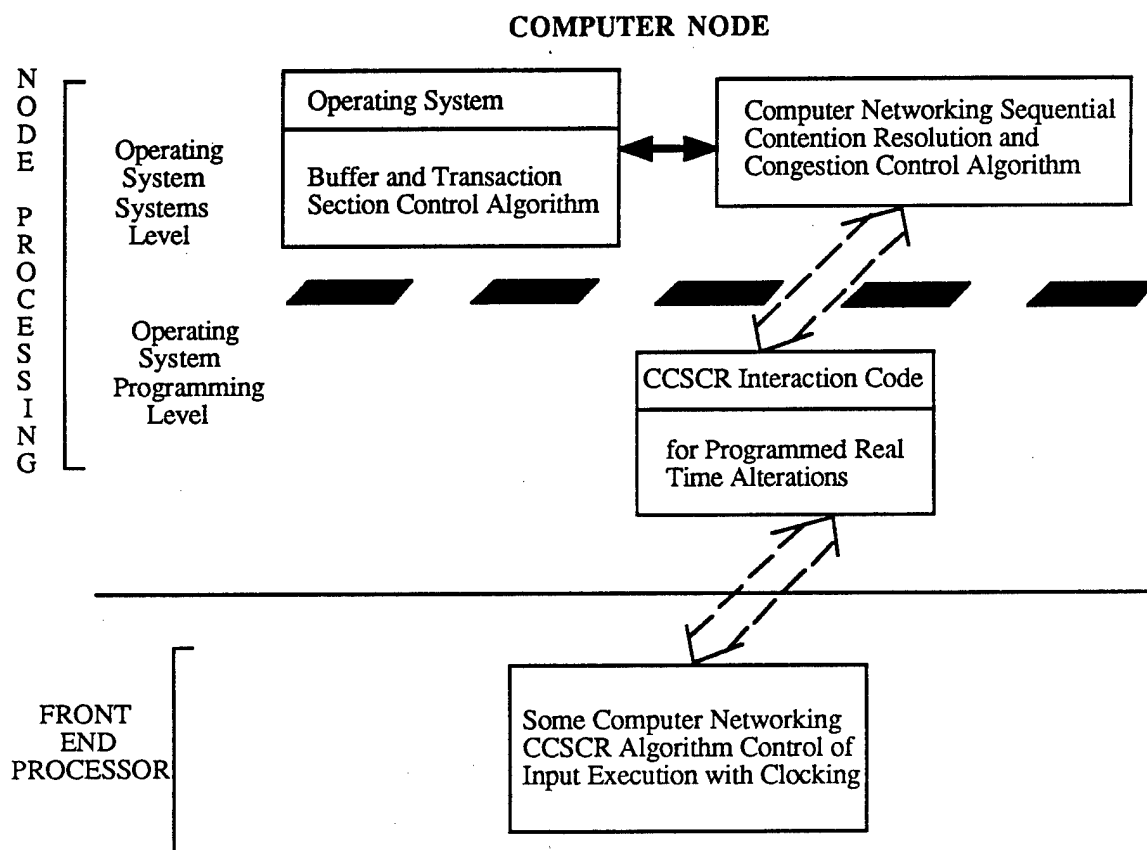 COMPUTER NODE
NODE PROCESSING
Operating
System
Systems
Level
Operating System
Buffer and Transaction
Section Control Algorithm
Computer Networking Sequential
Contention Resolution and
Congestion Control Algorithm
Operating
System
Programming
Level
CCSCR Interaction Code
for Programmed Real
Time Alterations
FRONT
END
PROCESSOR
Some Computer Networking
CCSCR Algorithm Control of
Input Execution with Clocking